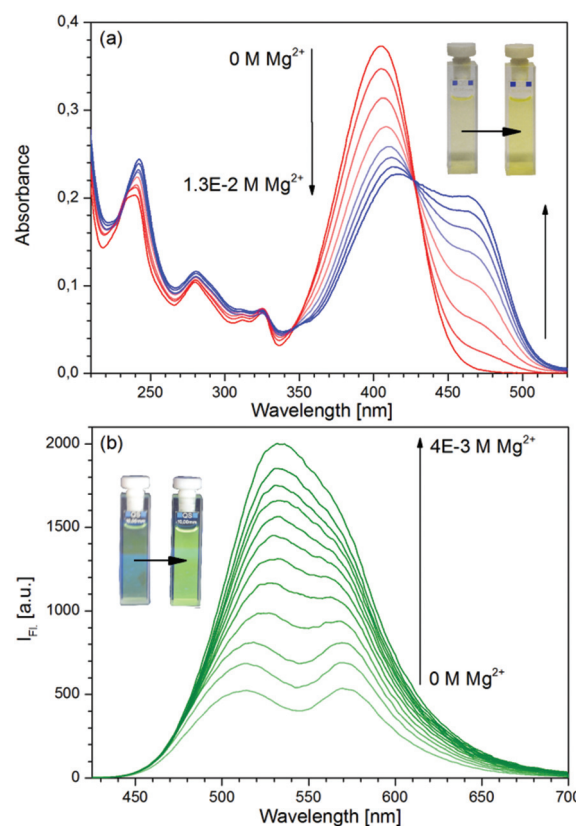 (a)
0 M Mg²⁺
1.3E-2 M Mg²⁺
0,4
0,3
0,2
0,1
0,0
Absorbance
250 300 350 400 450 500
Wavelength [nm]
(b)
4E-3 M Mg²⁺
0 M Mg²⁺
2000
1500
1000
500
0
I_Fl. [a.u.]
450 500 550 600 650 700
Wavelength [nm]